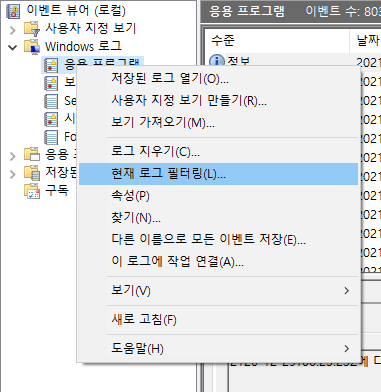 이벤트 뷰어 (로컬)
사용자 지정 보기
Windows 로그
응용 프로그램
보
Se
시
Fo
응용
저장된
구독
응용 프로그램 이벤트 수: 803
수준
날짜
정보
2021
2021
2021
2021
2021
2021
2021
2021
2021
2021
2021
저장된 로그 열기(O)...
사용자 지정 보기 만들기(R)...
보기 가져오기(M)...
로그 지우기(C)...
현재 로그 필터링(L)...
속성(P)
찾기(N)...
다른 이름으로 모든 이벤트 저장(E)...
이 로그에 작업 연결(A)...
보기(V)
새로 고침(F)
도움말(H)